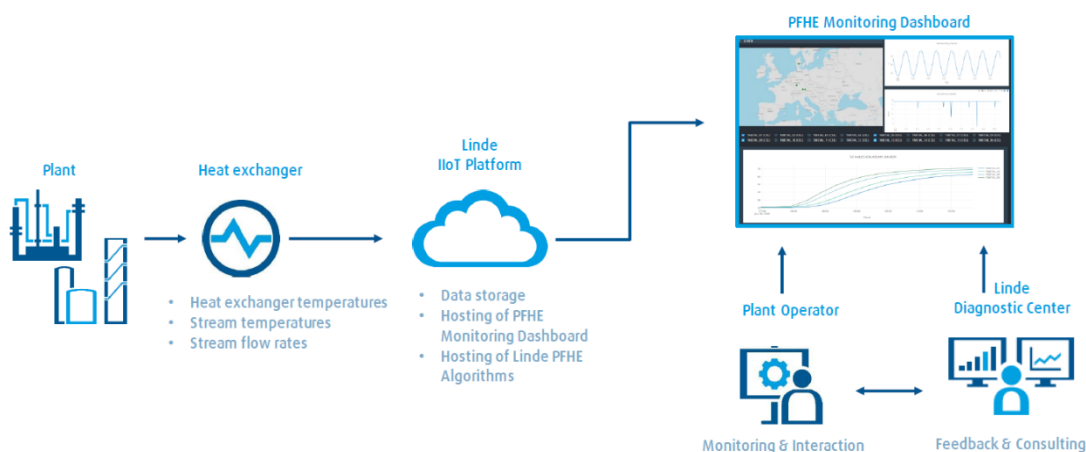 PFHE Monitoring Dashboard
Plant
Heat exchanger
Linde
IIoT Platform
• Heat exchanger temperatures
• Stream temperatures
• Stream flow rates
• Data storage
• Hosting of PFHE
Monitoring Dashboard
• Hosting of Linde PFHE
Algorithms
Plant Operator
Linde
Diagnostic Center
Monitoring & Interaction
Feedback & Consulting